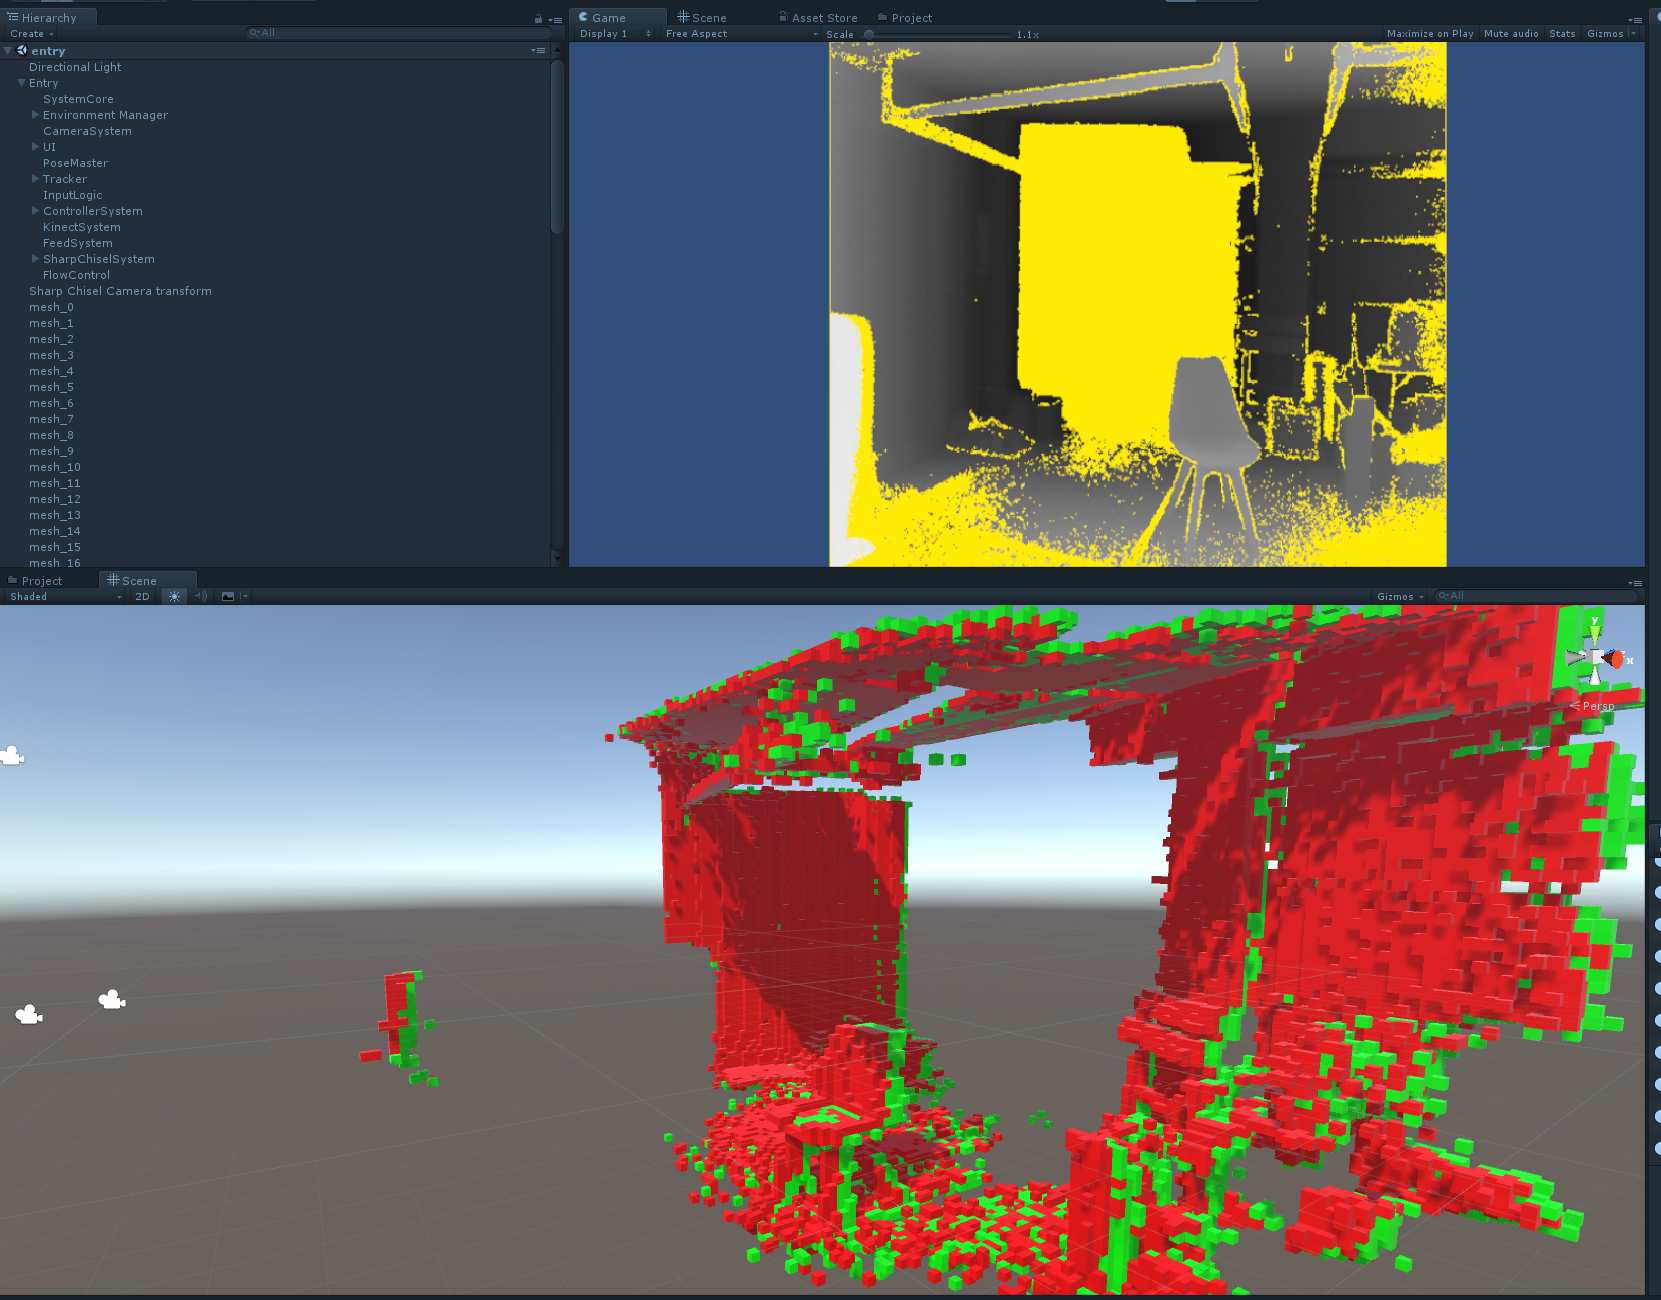 Hierarchy
Create
All
entry
Directional Light
Entry
SystemCore
Environment Manager
CameraSystem
UI
PoseMaster
Tracker
InputLogic
ControllerSystem
KinectSystem
FeedSystem
SharpChiselSystem
FlowControl
Sharp Chisel Camera transform
mesh_0
mesh_1
mesh_2
mesh_3
mesh_4
mesh_5
mesh_6
mesh_7
mesh_8
mesh_9
mesh_10
mesh_11
mesh_12
mesh_13
mesh_14
mesh_15
mesh_16
Game Scene Asset Store Project
Display 1 Free Aspect Scale 1.1x Maximize on Play Mute audio Stats Gizmos
Project Scene
Shaded 2D Gizmos All
y
x
Persp